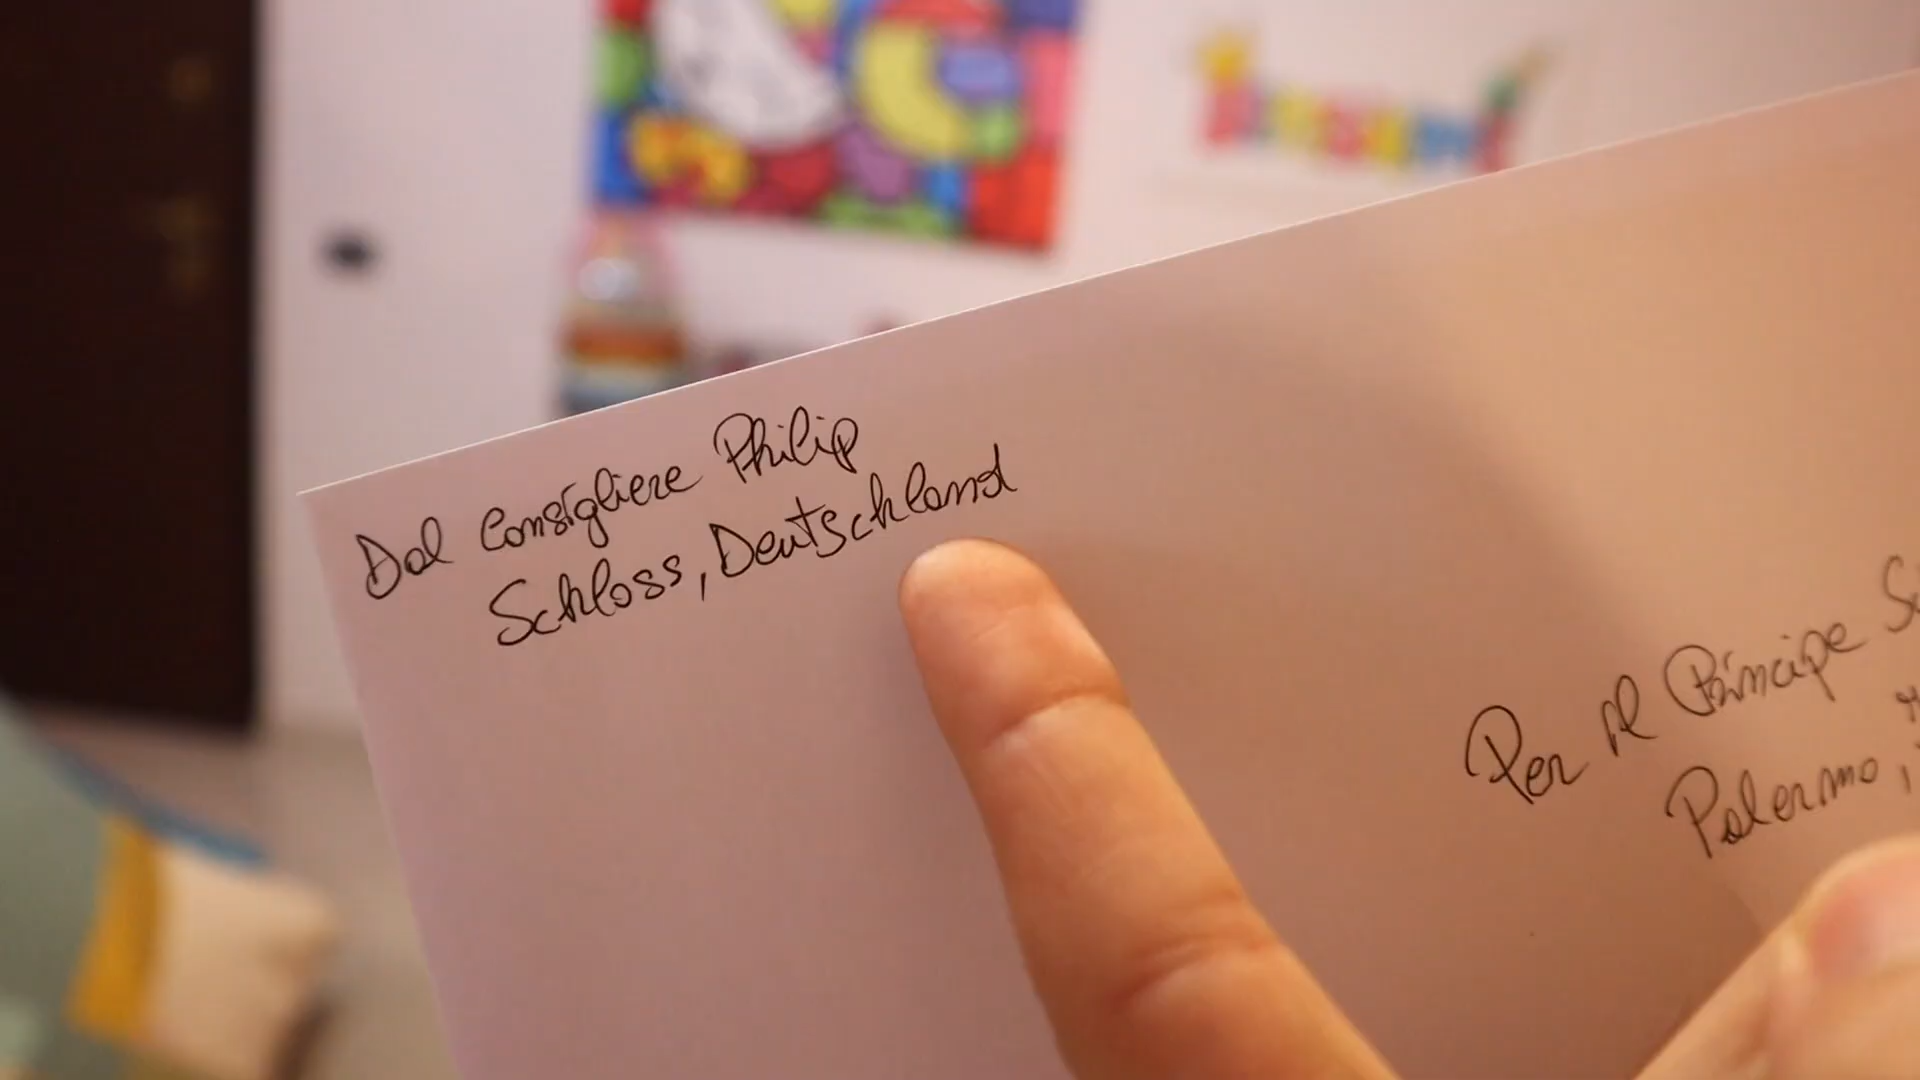 Dal Consigliere Philip
Schloss, Deutschland
Per il Principe
Palermo,